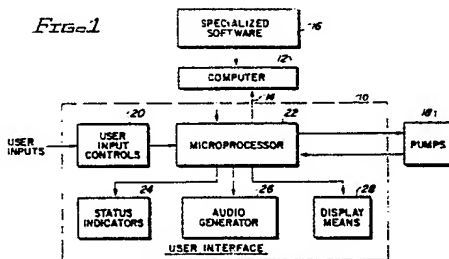 FIG. 1
SPECIALIZED SOFTWARE
16
COMPUTER
12
14
10
20
22
18
USER INPUTS
USER INPUT CONTROLS
MICROPROCESSOR
PUMPS
24
26
28
STATUS INDICATORS
AUDIO GENERATOR
DISPLAY MEANS
USER INTERFACE